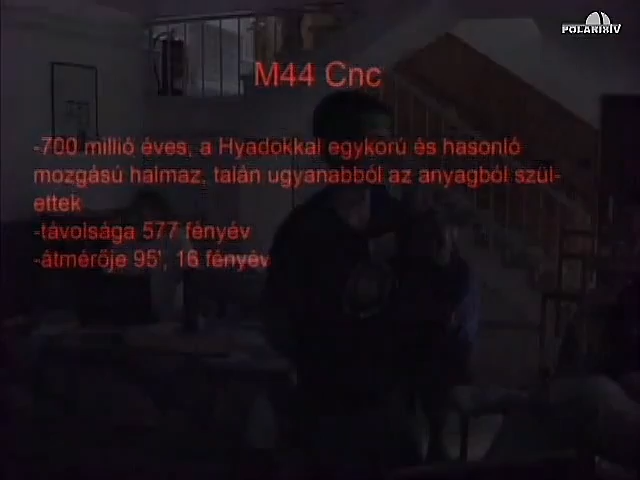 POLARIXIV
M44 Cnc
-700 millió éves, a Hyadokkal egykorú és hasonló
mozgású halmaz, talán ugyanabból az anyagból szül-
ettek
-távolsága 577 fényév
-átmérője 95', 16 fényév